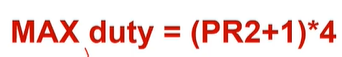 MAX duty = (PR2+1)*4